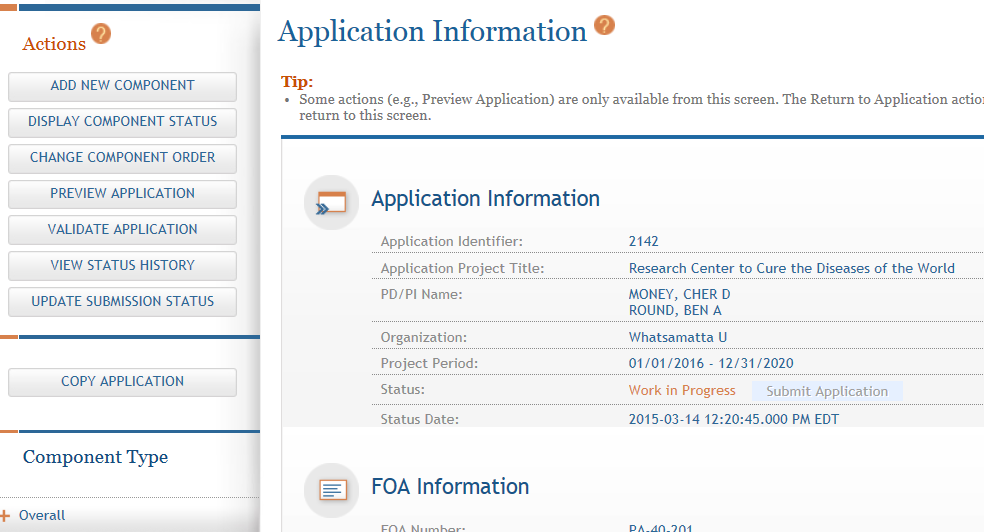 Actions ?
ADD NEW COMPONENT
DISPLAY COMPONENT STATUS
CHANGE COMPONENT ORDER
PREVIEW APPLICATION
VALIDATE APPLICATION
VIEW STATUS HISTORY
UPDATE SUBMISSION STATUS
COPY APPLICATION
Component Type
+ Overall
Application Information ?
Tip:
• Some actions (e.g., Preview Application) are only available from this screen. The Return to Application actio
return to this screen.
Application Information
Application Identifier: 2142
Application Project Title: Research Center to Cure the Diseases of the World
PD/PI Name: MONEY, CHER D
ROUND, BEN A
Organization: Whatsamatta U
Project Period: 01/01/2016 - 12/31/2020
Status: Work in Progress Submit Application
Status Date: 2015-03-14 12:20:45.000 PM EDT
FOA Information
FOA Number: PA-40-201